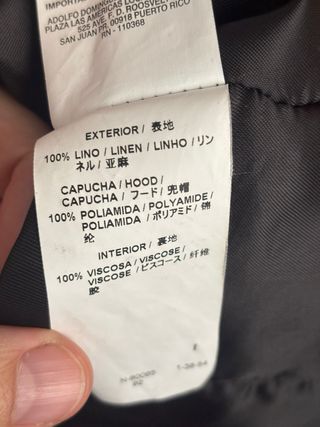 IMPORTA
ADOLFO DOMINGU
PLAZA LAS AMERICAS
525 AVE. F. D. ROOSVEL
SAN JUAN, PR. 00918 PUERTO RICO
RN - 110368
EXTERIOR / 表地
100% LINO / LINEN / LINHO / リン
ネル / 亚麻
CAPUCHA / HOOD /
CAPUCHA / フード / 兜帽
100% POLIAMIDA / POLYAMIDE /
POLIAMIDA / ポリアミド / 锦
纶
INTERIOR / 裏地
100% VISCOSA / VISCOSE /
VISCOSE / ビスコース / 纤维
胶